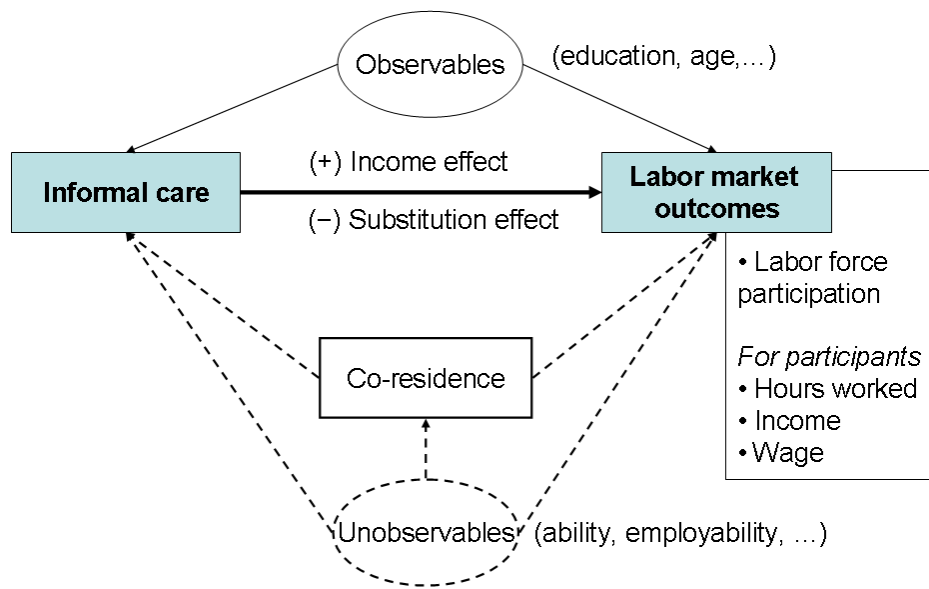 Observables
(education, age,…)
Informal care
(+) Income effect
(−) Substitution effect
Labor market
outcomes
• Labor force
participation
For participants
• Hours worked
• Income
• Wage
Co-residence
Unobservables
(ability, employability, …)